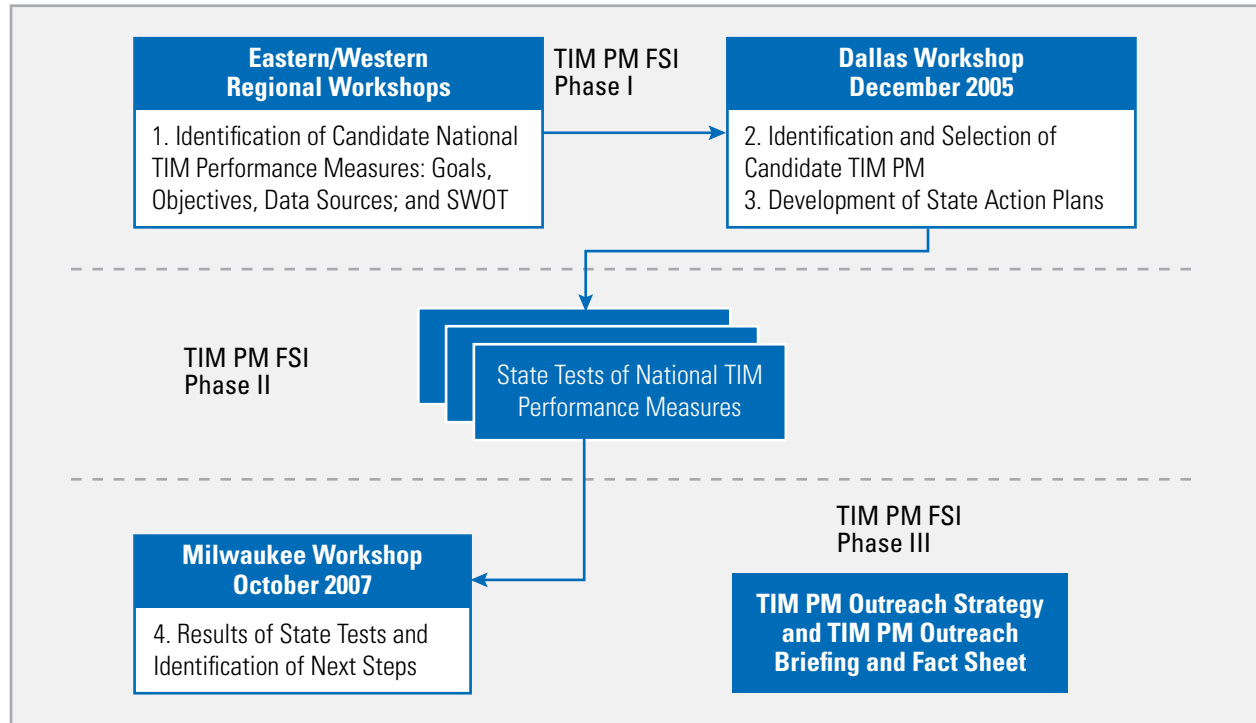 Eastern/Western
Regional Workshops
1. Identification of Candidate National
TIM Performance Measures: Goals,
Objectives, Data Sources; and SWOT
TIM PM FSI
Phase I
Dallas Workshop
December 2005
2. Identification and Selection of
Candidate TIM PM
3. Development of State Action Plans
TIM PM FSI
Phase II
State Tests of National TIM
Performance Measures
Milwaukee Workshop
October 2007
4. Results of State Tests and
Identification of Next Steps
TIM PM FSI
Phase III
TIM PM Outreach Strategy
and TIM PM Outreach
Briefing and Fact Sheet